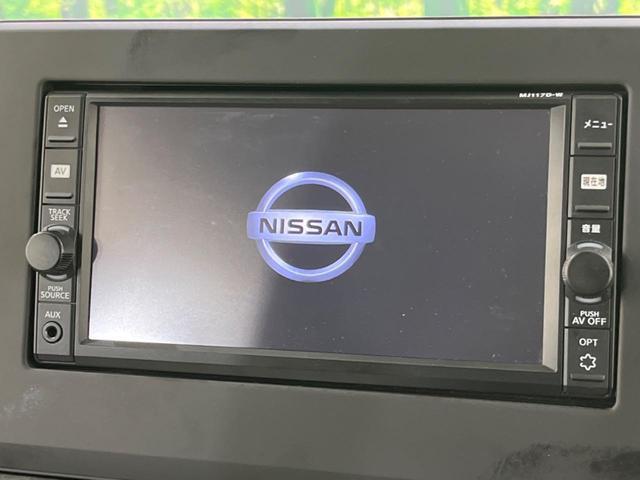 MJ117D-W
OPEN
AV
TRACK
SEEK
PUSH
SOURCE
AUX
NISSAN
メニュー
現在地
音量
PUSH
AV OFF
OPT